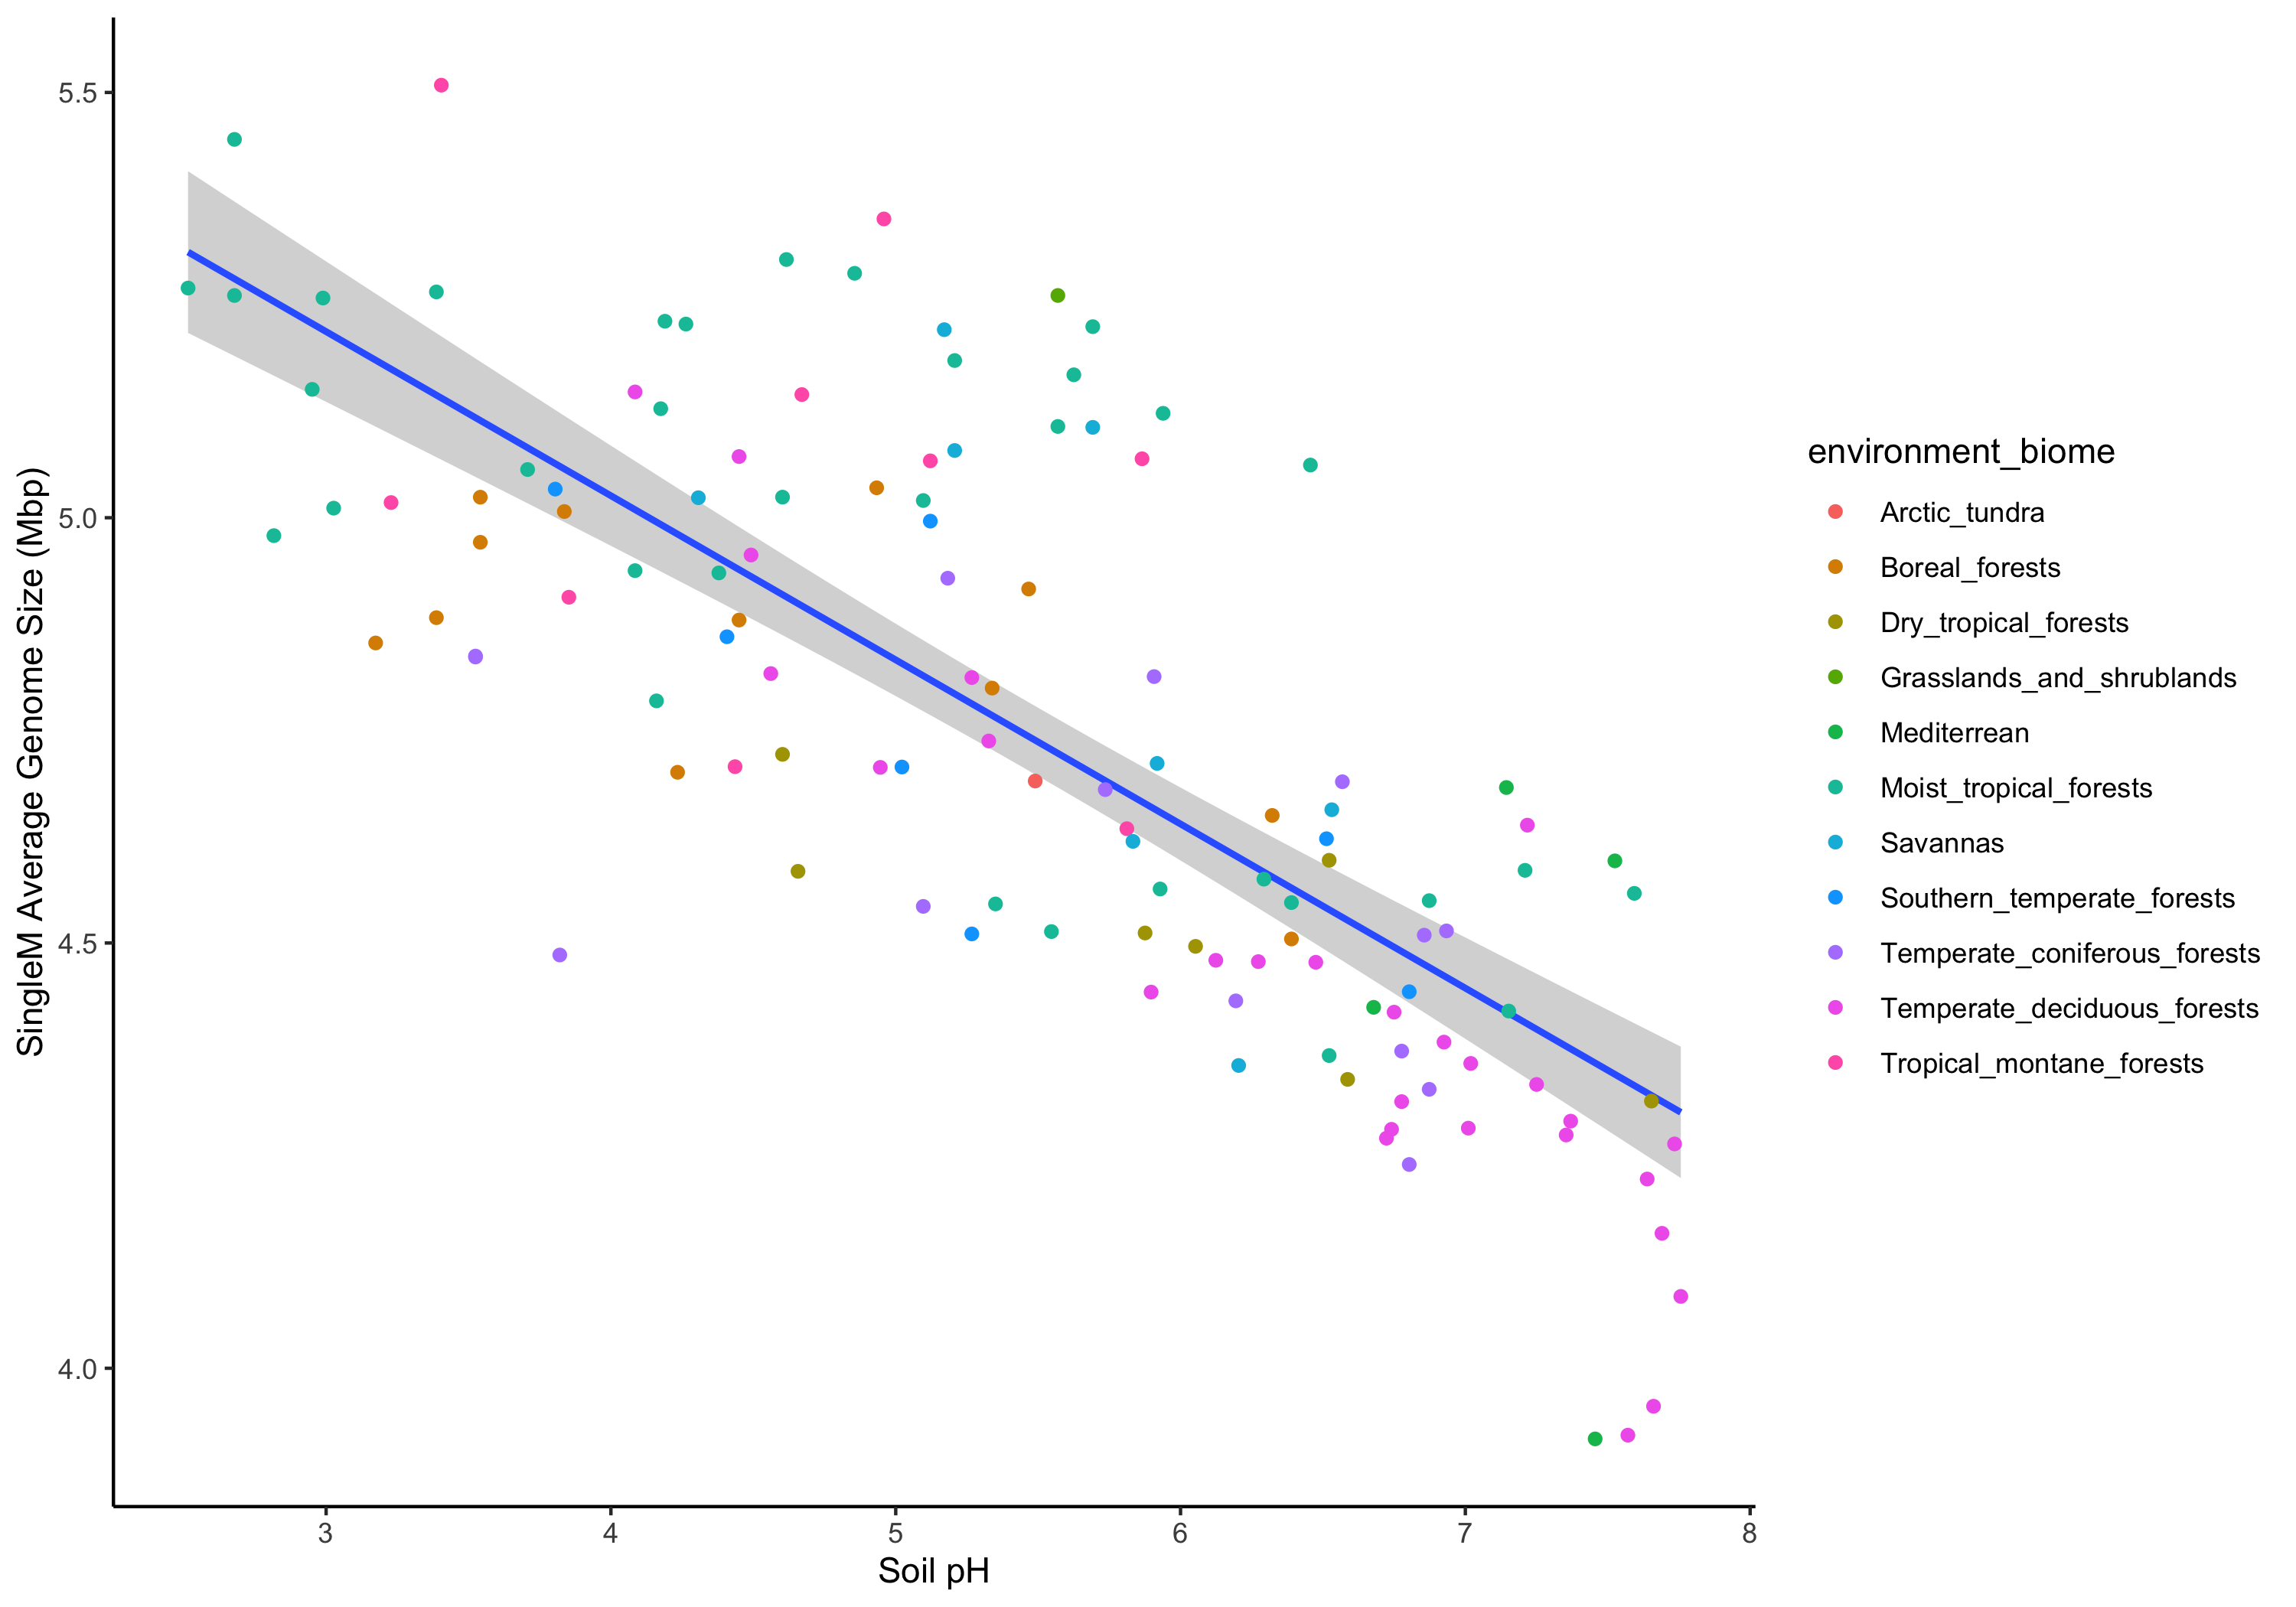 5.5
5.0
4.5
4.0
SingleM Average Genome Size (Mbp)
3 4 5 6 7 8
Soil pH
environment_biome
Arctic_tundra
Boreal_forests
Dry_tropical_forests
Grasslands_and_shrublands
Mediterrean
Moist_tropical_forests
Savannas
Southern_temperate_forests
Temperate_coniferous_forests
Temperate_deciduous_forests
Tropical_montane_forests